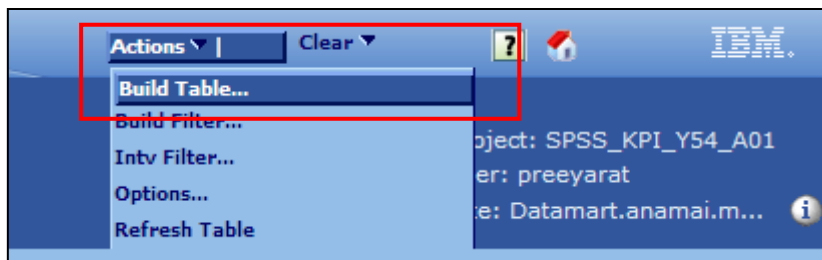 Actions | Clear ? IBM.
Build Table...
Build Filter...
Intv Filter...
Options...
Refresh Table
oject: SPSS_KPI_Y54_A01
er: preeyarat
te: Datamart.anamai.m... i